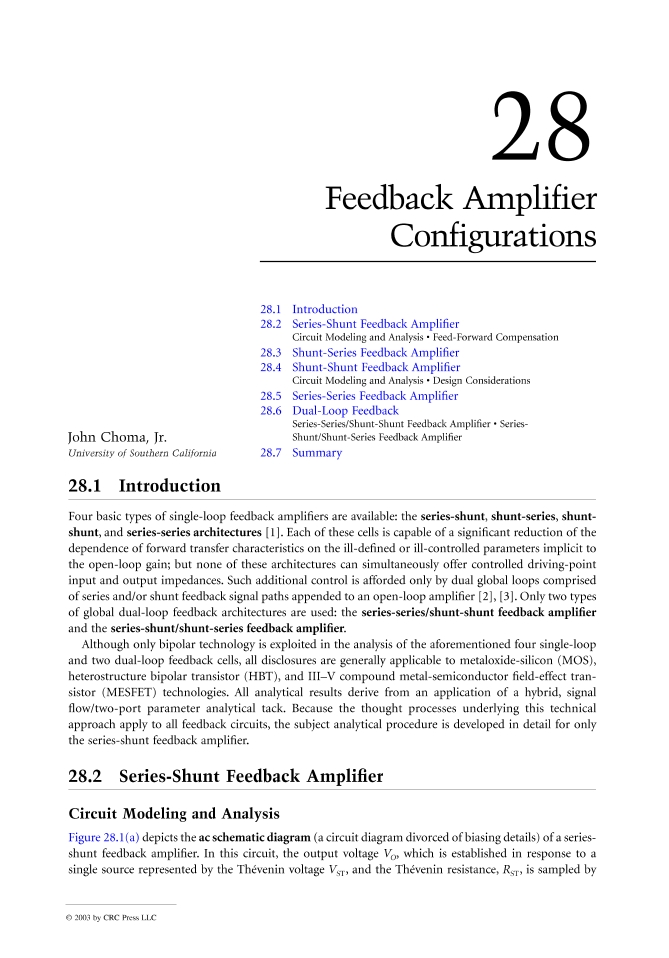 28
Feedback Amplifier
Configurations
28.1 Introduction
28.2 Series-Shunt Feedback Amplifier
Circuit Modeling and Analysis • Feed-Forward Compensation
28.3 Shunt-Series Feedback Amplifier
28.4 Shunt-Shunt Feedback Amplifier
Circuit Modeling and Analysis • Design Considerations
28.5 Series-Series Feedback Amplifier
28.6 Dual-Loop Feedback
Series-Series/Shunt-Shunt Feedback Amplifier • Series-
Shunt/Shunt-Series Feedback Amplifier
28.7 Summary
John Choma, Jr.
University of Southern California
28.1 Introduction
Four basic types of single-loop feedback amplifiers are available: the series-shunt, shunt-series, shunt-
shunt, and series-series architectures [1]. Each of these cells is capable of a significant reduction of the
dependence of forward transfer characteristics on the ill-defined or ill-controlled parameters implicit to
the open-loop gain; but none of these architectures can simultaneously offer controlled driving-point
input and output impedances. Such additional control is afforded only by dual global loops comprised
of series and/or shunt feedback signal paths appended to an open-loop amplifier [2], [3]. Only two types
of global dual-loop feedback architectures are used: the series-series/shunt-shunt feedback amplifier
and the series-shunt/shunt-series feedback amplifier.
Although only bipolar technology is exploited in the analysis of the aforementioned four single-loop
and two dual-loop feedback cells, all disclosures are generally applicable to metaloxide-silicon (MOS),
heterostructure bipolar transistor (HBT), and III–V compound metal-semiconductor field-effect tran-
sistor (MESFET) technologies. All analytical results derive from an application of a hybrid, signal
flow/two-port parameter analytical tack. Because the thought processes underlying this technical
approach apply to all feedback circuits, the subject analytical procedure is developed in detail for only
the series-shunt feedback amplifier.
28.2 Series-Shunt Feedback Amplifier
Circuit Modeling and Analysis
Figure 28.1(a) depicts the ac schematic diagram (a circuit diagram divorced of biasing details) of a series-
shunt feedback amplifier. In this circuit, the output voltage VO, which is established in response to a
single source represented by the Thévenin voltage VST, and the Thévenin resistance, RST, is sampled by
© 2003 by CRC Press LLC